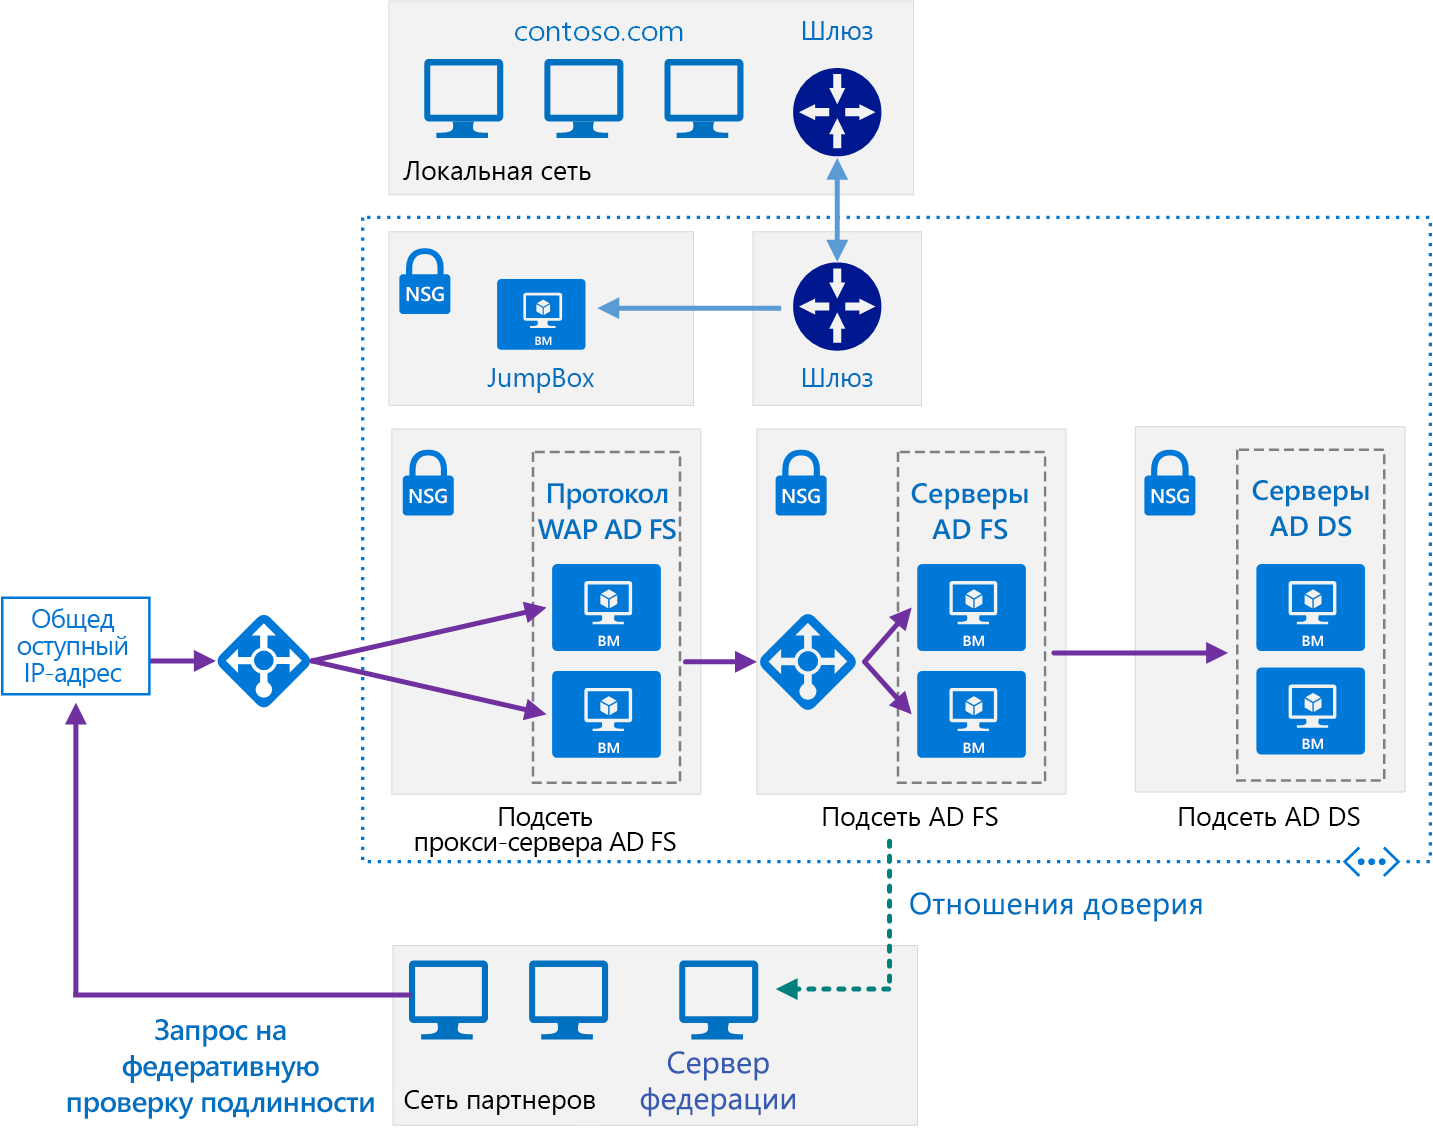 contoso.com
Шлюз
Локальная сеть
NSG
ВМ
JumpBox
Шлюз
NSG
Протокол
WAP AD FS
ВМ
ВМ
NSG
Серверы
AD FS
ВМ
ВМ
NSG
Серверы
AD DS
ВМ
ВМ
Общед
оступный
IP-адрес
Подсеть
прокси-сервера AD FS
Подсеть AD FS
Подсеть AD DS
Отношения доверия
Запрос на
федеративную
проверку подлинности
Сервер
федерации
Сеть партнеров